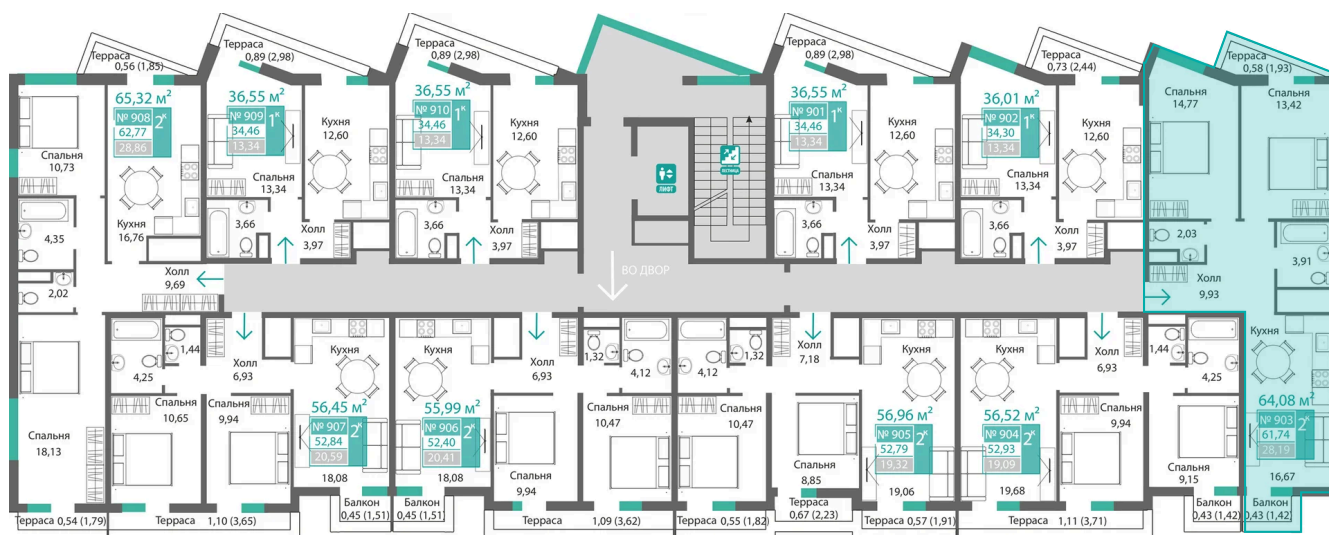 Терраса
0,56 (1,85)
65,32 м²
№ 908
62,77
28,86
2к
Спальня
10,73
Кухня
16,76
4,35
2,02
Холл
9,69
Спальня
18,13
Терраса 0,54 (1,79)
Терраса
0,89 (2,98)
36,55 м²
№ 909
34,46
13,34
1к
Кухня
12,60
Спальня
13,34
3,66
Холл
3,97
Терраса
0,89 (2,98)
36,55 м²
№ 910
34,46
13,34
1к
Кухня
12,60
Спальня
13,34
3,66
Холл
3,97
ЛИФТ
ЛЕСТНИЦА
ВО ДВОР
Терраса
0,89 (2,98)
36,55 м²
№ 901
34,46
13,34
1к
Кухня
12,60
Спальня
13,34
3,66
Холл
3,97
Терраса
0,73 (2,44)
36,01 м²
№ 902
34,30
13,34
1к
Кухня
12,60
Спальня
13,34
3,66
Холл
3,97
Терраса
0,58 (1,93)
Спальня
14,77
Спальня
13,42
2,03
3,91
Холл
9,93
Кухня
64,08 м²
№ 903
61,74
28,19
2к
16,67
Балкон
0,43 (1,42)
1,44
4,25
Холл
6,93
Кухня
Спальня
10,65
Спальня
9,94
56,45 м²
№ 907
52,84
20,59
2к
18,08
Терраса 1,10 (3,65)
Балкон
0,45 (1,51)
Кухня
Холл
6,93
1,32
4,12
55,99 м²
№ 906
52,40
20,41
2к
18,08
Спальня
9,94
Спальня
10,47
Балкон
0,45 (1,51)
Терраса 1,09 (3,62)
4,12
1,32
Холл
7,18
Кухня
Спальня
10,47
Спальня
8,85
56,96 м²
№ 905
52,79
19,32
2к
19,06
Терраса 0,55 (1,82)
Терраса
0,67 (2,23)
Терраса 0,57 (1,91)
Кухня
Холл
6,93
1,44
4,25
56,52 м²
№ 904
52,93
19,09
2к
19,68
Спальня
9,94
Спальня
9,15
Терраса 1,11 (3,71)
Балкон
0,43 (1,42)